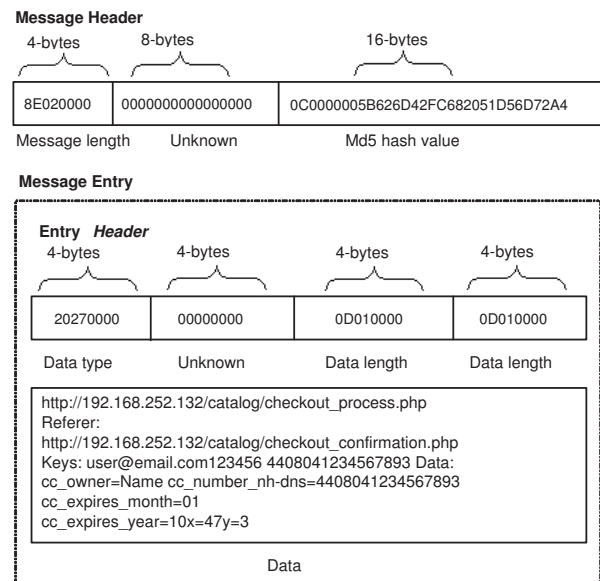 Message Header
4-bytes 8-bytes 16-bytes
8E020000 0000000000000000 0C0000005B626D42FC682051D56D72A4
Message length Unknown Md5 hash value
Message Entry
Entry Header
4-bytes 4-bytes 4-bytes 4-bytes
20270000 00000000 0D010000 0D010000
Data type Unknown Data length Data length
http://192.168.252.132/catalog/checkout_process.php
Referer:
http://192.168.252.132/catalog/checkout_confirmation.php
Keys: user@email.com123456 4408041234567893 Data:
cc_owner=Name cc_number_nh-dns=4408041234567893
cc_expires_month=01
cc_expires_year=10x=47y=3
Data